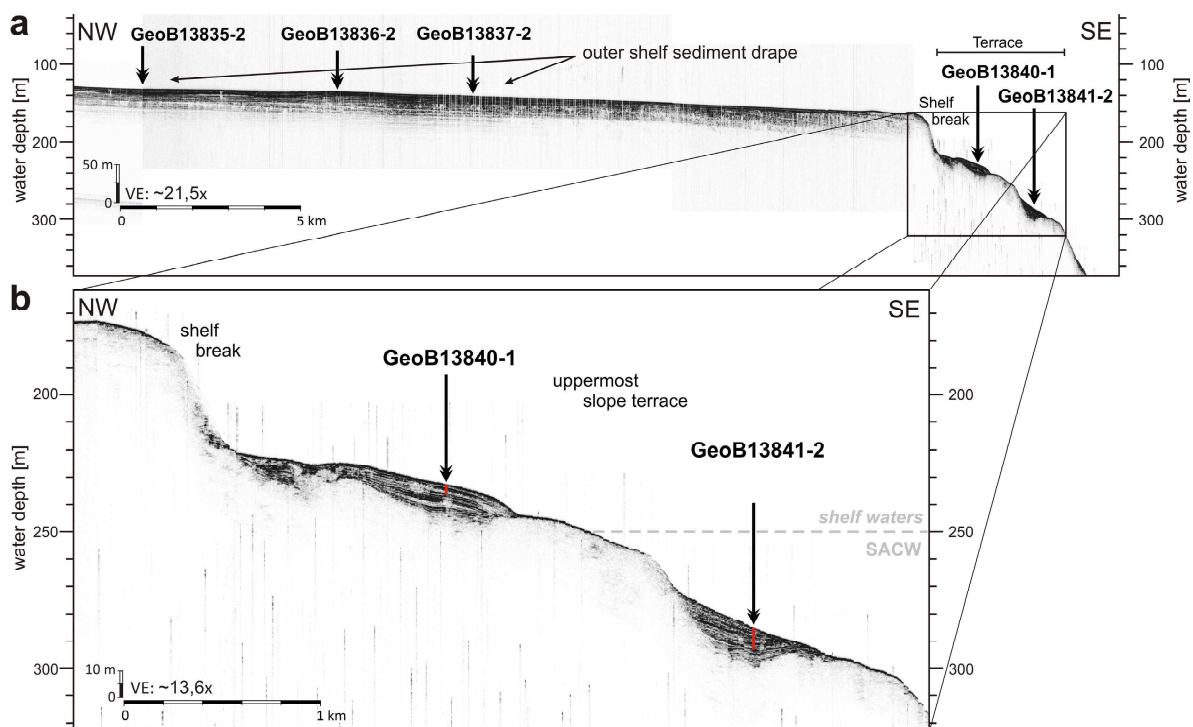 a
NW
GeoB13835-2
GeoB13836-2
GeoB13837-2
outer shelf sediment drape
Terrace
SE
GeoB13840-1
GeoB13841-2
Shelf
break
water depth [m]
100
200
300
50 m
0
VE: ~21,5x
0
5 km
100
200
300
water depth [m]
b
NW
SE
shelf
break
GeoB13840-1
uppermost
slope terrace
GeoB13841-2
shelf waters
SACW
water depth [m]
200
250
300
200
250
300
10 m
0
VE: ~13,6x
0
1 km